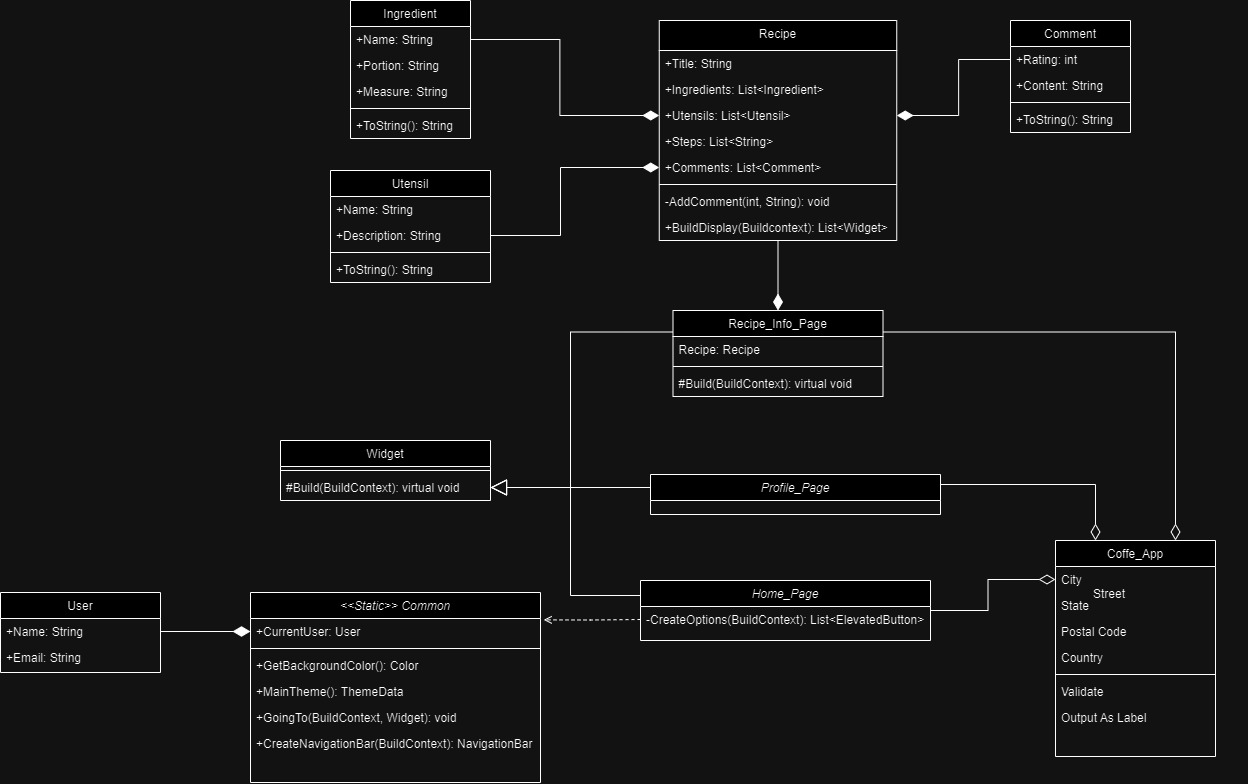 Ingredient
+Name: String
+Portion: String
+Measure: String
+ToString(): String
Recipe
+Title: String
+Ingredients: List<Ingredient>
+Utensils: List<Utensil>
+Steps: List<String>
+Comments: List<Comment>
-AddComment(int, String): void
+BuildDisplay(Buildcontext): List<Widget>
Comment
+Rating: int
+Content: String
+ToString(): String
Utensil
+Name: String
+Description: String
+ToString(): String
Recipe_Info_Page
Recipe: Recipe
#Build(BuildContext): virtual void
Widget
#Build(BuildContext): virtual void
Profile_Page
Coffe_App
City
Street
State
Postal Code
Country
Validate
Output As Label
Home_Page
-CreateOptions(BuildContext): List<ElevatedButton>
User
+Name: String
+Email: String
<<Static>> Common
+CurrentUser: User
+GetBackgroundColor(): Color
+MainTheme(): ThemeData
+GoingTo(BuildContext, Widget): void
+CreateNavigationBar(BuildContext): NavigationBar